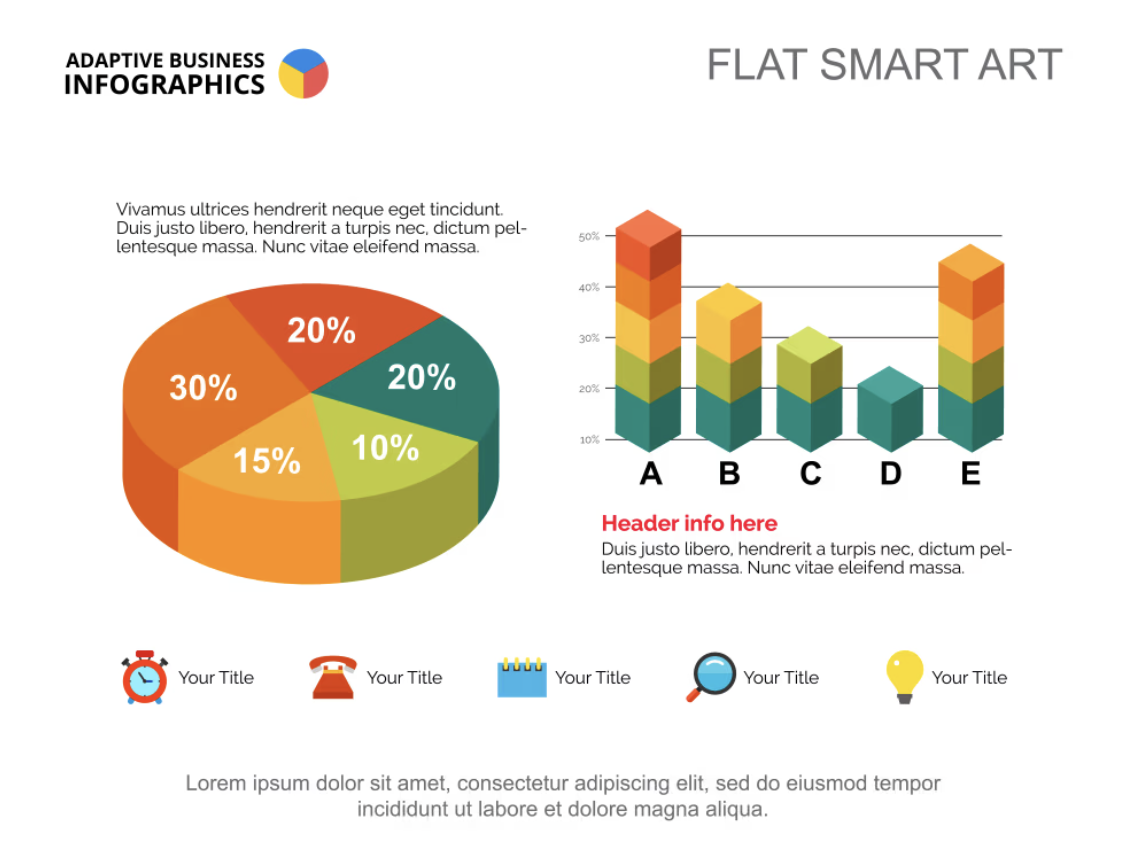 ADAPTIVE BUSINESS
INFOGRAPHICS
FLAT SMART ART
Vivamus ultrices hendrerit neque eget tincidunt.
Duis justo libero, hendrerit a turpis nec, dictum pel-
lentesque massa. Nunc vitae eleifend massa.
20%
20%
30%
10%
15%
50%
40%
30%
20%
10%
A B C D E
Header info here
Duis justo libero, hendrerit a turpis nec, dictum pel-
lentesque massa. Nunc vitae eleifend massa.
Your Title
Your Title
Your Title
Your Title
Your Title
Lorem ipsum dolor sit amet, consectetur adipiscing elit, sed do eiusmod tempor
incididunt ut labore et dolore magna aliqua.